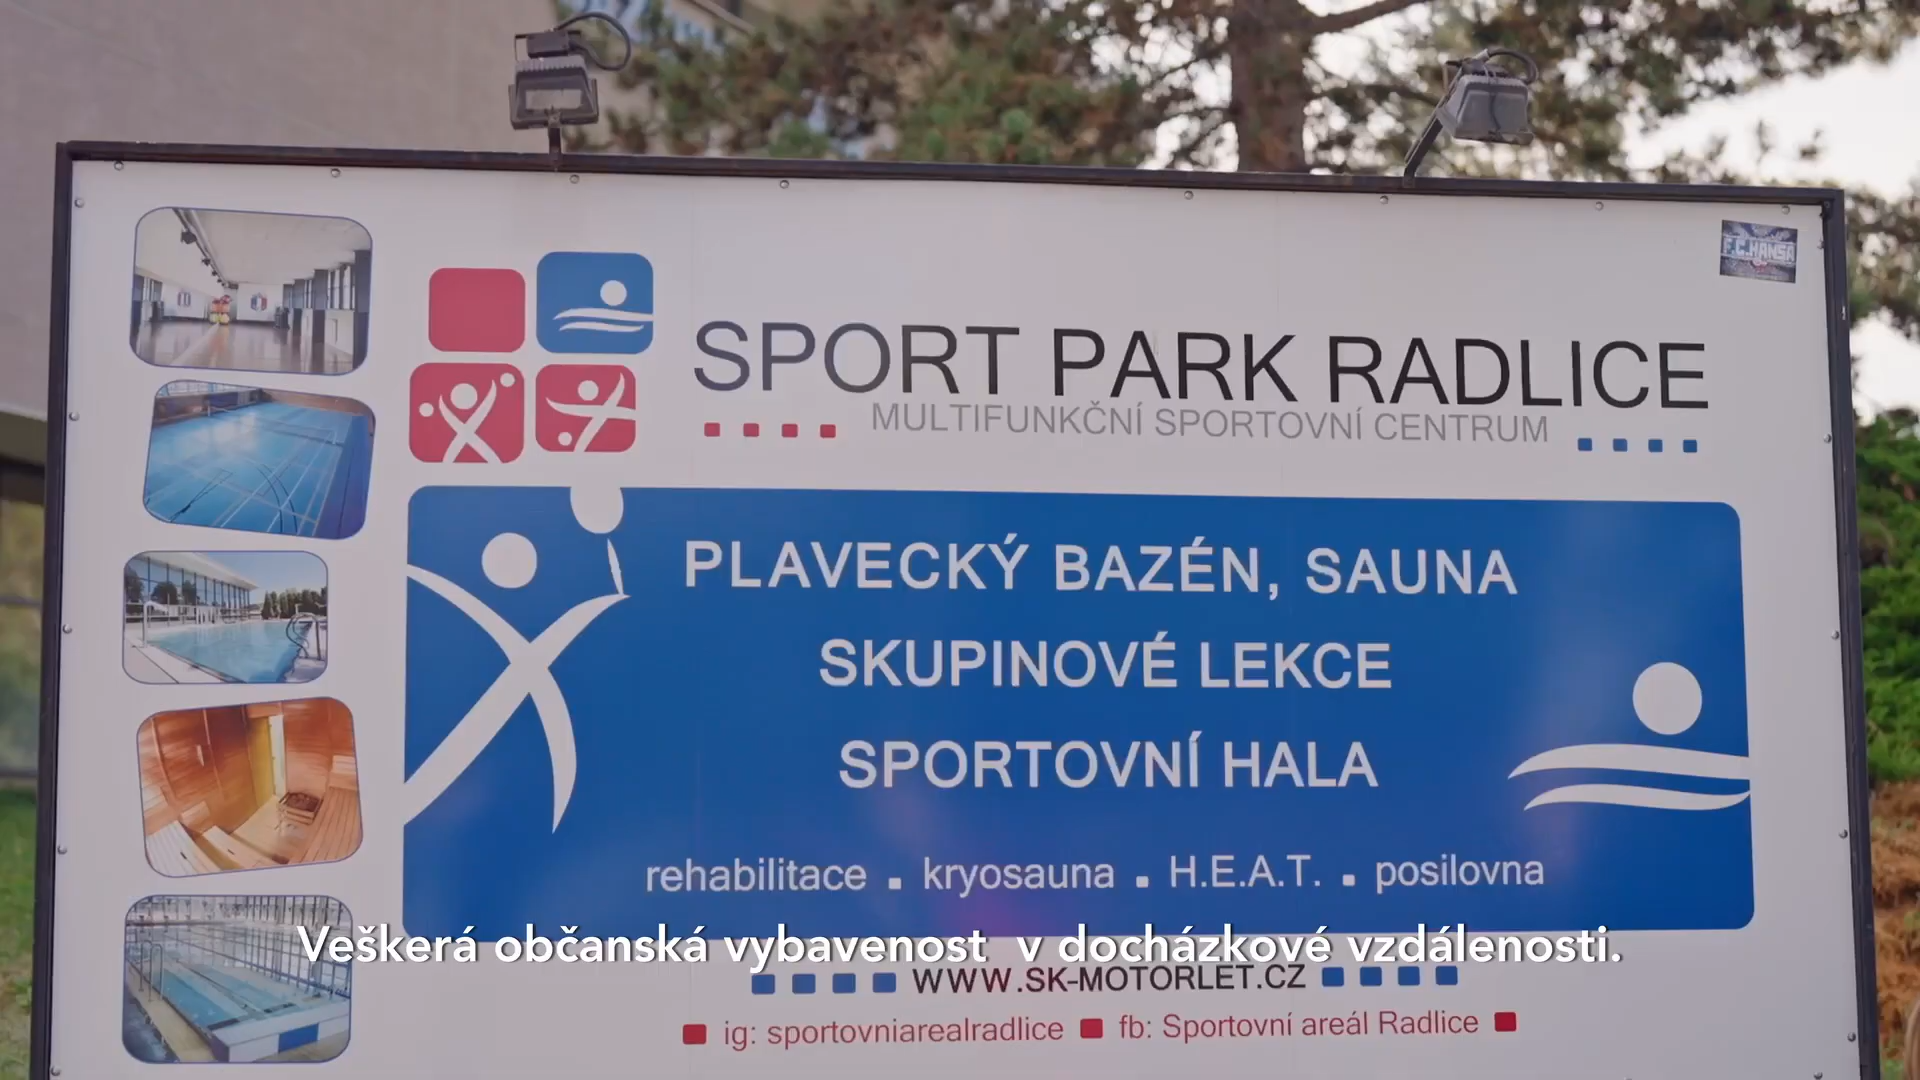 F.C.HANSA
SPORT PARK RADLICE
MULTIFUNKČNÍ SPORTOVNÍ CENTRUM
PLAVECKÝ BAZÉN, SAUNA
SKUPINOVÉ LEKCE
SPORTOVNÍ HALA
rehabilitace . kryosauna . H.E.A.T. . posilovna
Veškerá občanská vybavenost v docházkové vzdálenosti.
WWW.SK-MOTORLET.CZ
ig: sportovniarealradlice fb: Sportovní areál Radlice